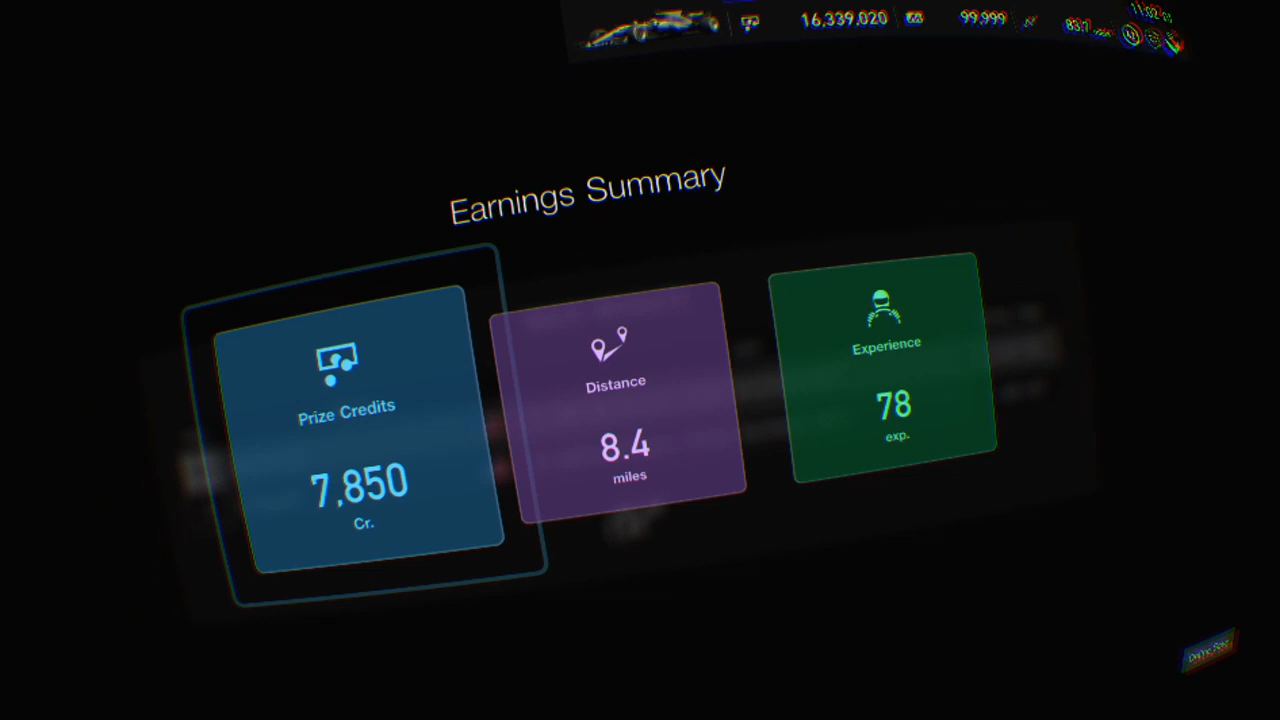 16,339,020
99,999
Earnings Summary
Prize Credits
7,850
Cr.
Distance
8.4
miles
Experience
78
exp.